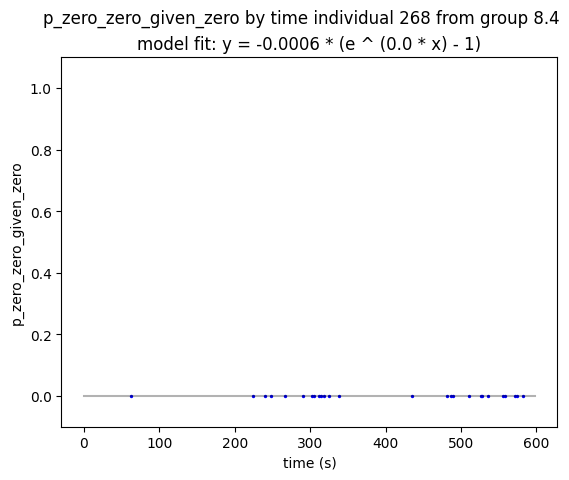 p_zero_zero_given_zero by time individual 268 from group 8.4
model fit: y = -0.0006 * (e ^ (0.0 * x) - 1)
1.0
0.8
0.6
0.4
0.2
0.0
p_zero_zero_given_zero
0 100 200 300 400 500 600
time (s)